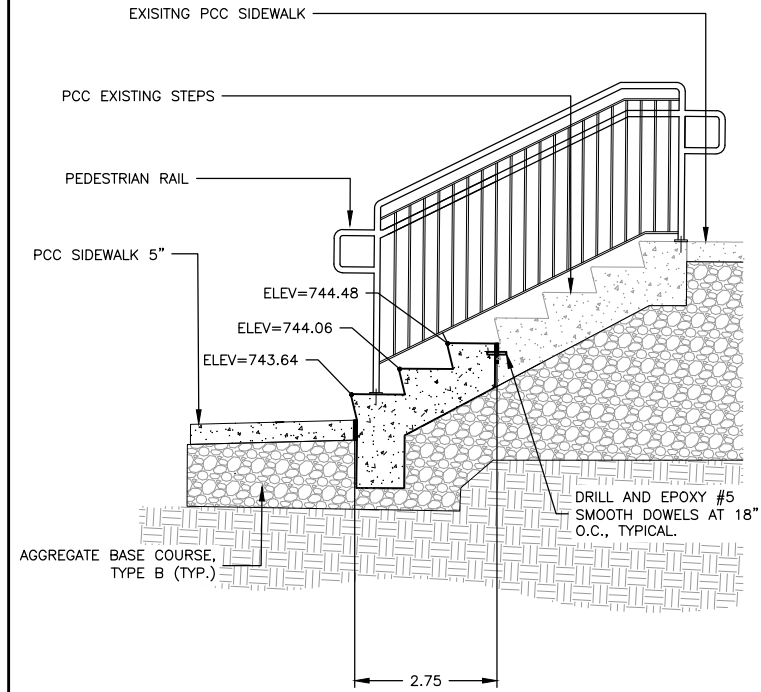 EXISITNG PCC SIDEWALK
PCC EXISTING STEPS
PEDESTRIAN RAIL
PCC SIDEWALK 5”
ELEV=744.48
ELEV=744.06
ELEV=743.64
DRILL AND EPOXY #5
SMOOTH DOWELS AT 18”
O.C., TYPICAL.
AGGREGATE BASE COURSE,
TYPE B (TYP.)
2.75